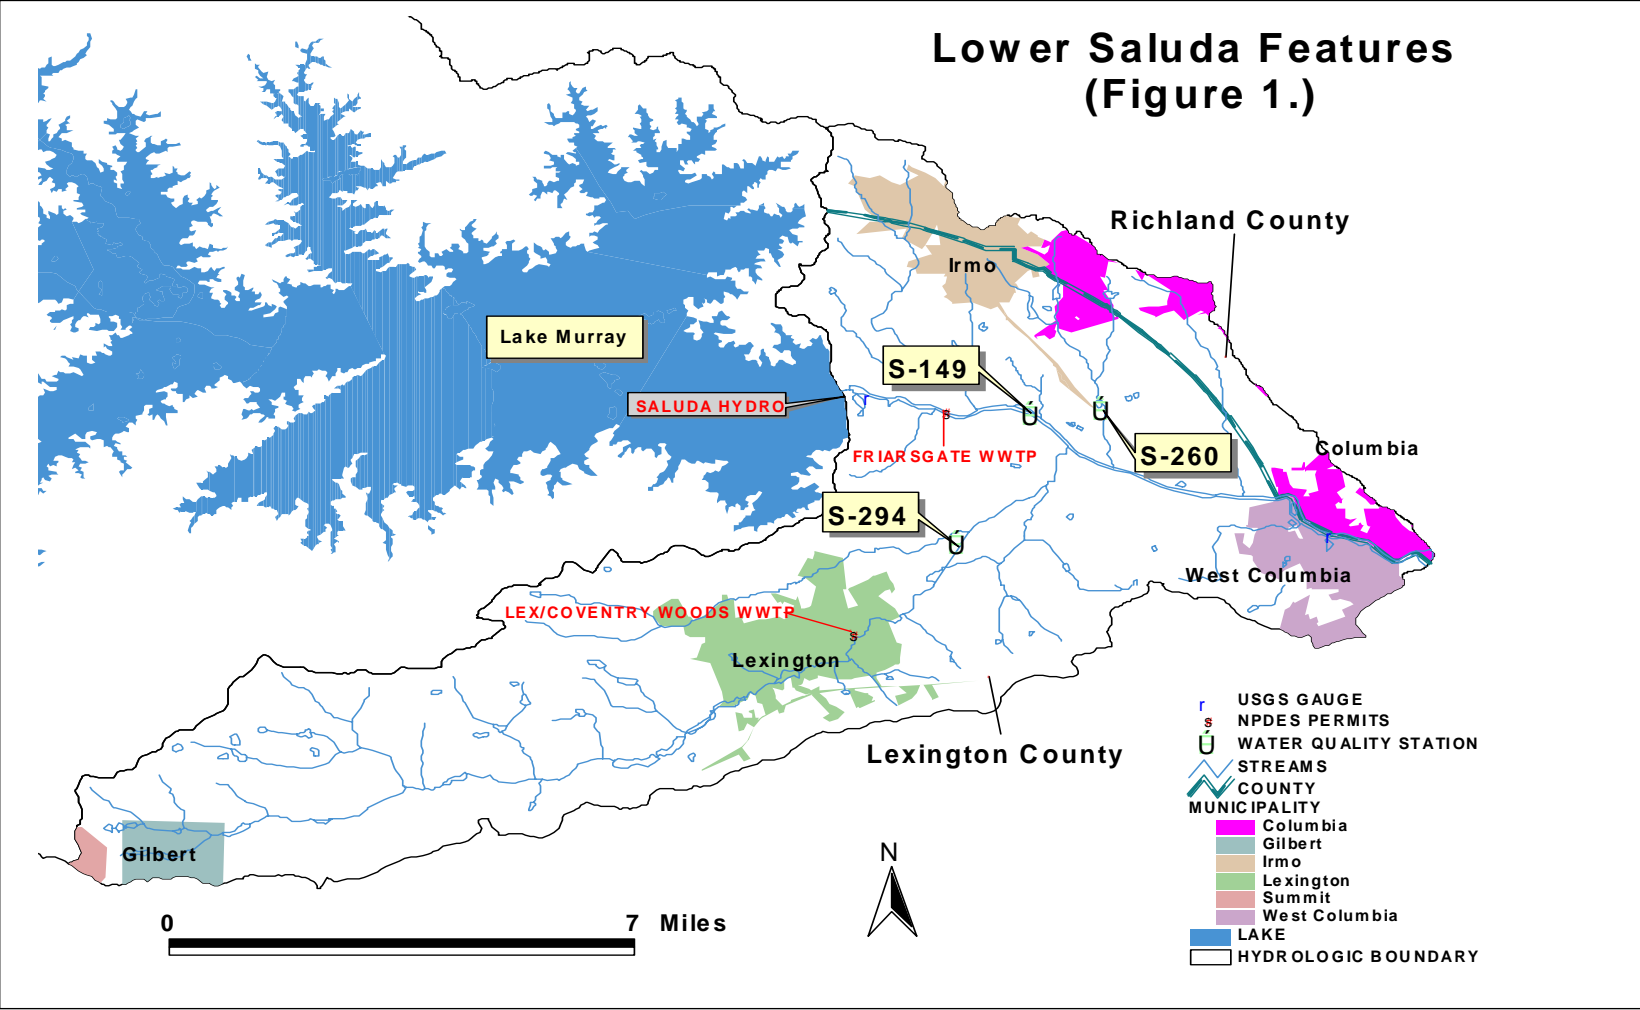 Lower Saluda Features
(Figure 1.)
Richland County
Irmo
Lake Murray
S-149
SALUDA HYDRO
r
s
Ú
Ú
FRIARSGATE WWTP
S-260
Columbia
S-294
Ú
r
West Columbia
LEX/COVENTRY WOODS WWTP
s
Lexington
Lexington County
Gilbert
N
0 7 Miles
r USGS GAUGE
s NPDES PERMITS
Ú WATER QUALITY STATION
STREAMS
COUNTY
MUNICIPALITY
Columbia
Gilbert
Irmo
Lexington
Summit
West Columbia
LAKE
HYDROLOGIC BOUNDARY